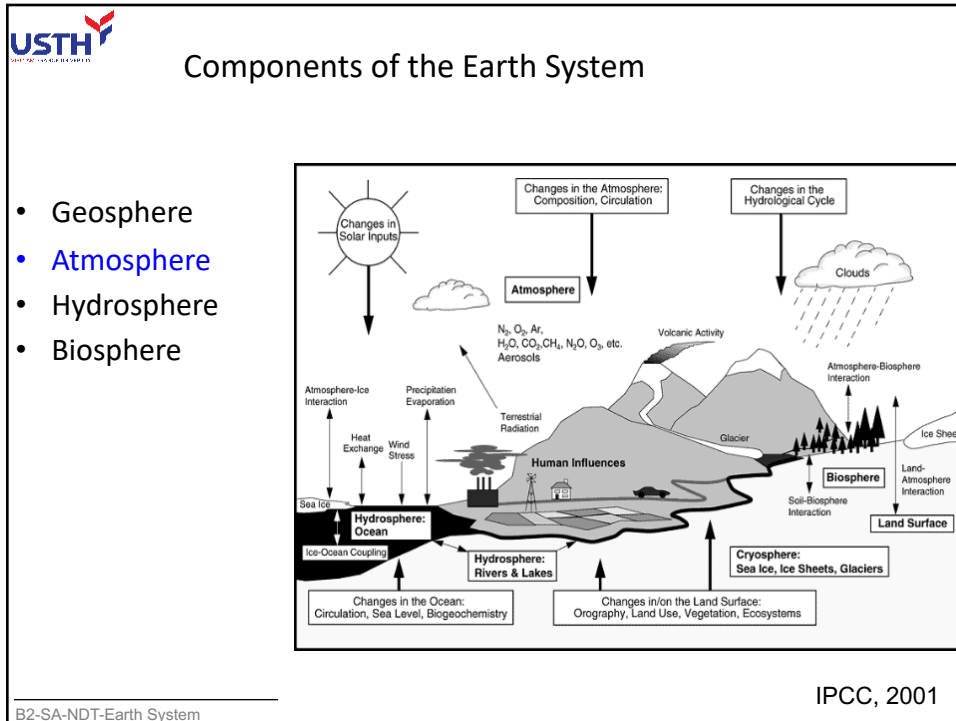 USTH
Components of the Earth System
• Geosphere
• Atmosphere
• Hydrosphere
• Biosphere
Changes in
Solar Inputs
Changes in the Atmosphere:
Composition, Circulation
Changes in the
Hydrological Cycle
Clouds
Atmosphere
N₂, O₂, Ar,
H₂O, CO₂,CH₄, N₂O, O₃, etc.
Aerosols
Volcanic Activity
Atmosphere-Biosphere
Interaction
Atmosphere-Ice
Interaction
Precipitation
Evaporation
Terrestrial
Radiation
Heat
Exchange
Wind
Stress
Glacier
Ice Sheet
Human Influences
Biosphere
Land-
Atmosphere
Interaction
Soil-Biosphere
Interaction
Sea Ice
Hydrosphere:
Ocean
Land Surface
Ice-Ocean Coupling
Hydrosphere:
Rivers & Lakes
Cryosphere:
Sea Ice, Ice Sheets, Glaciers
Changes in the Ocean:
Circulation, Sea Level, Biogeochemistry
Changes in/on the Land Surface:
Orography, Land Use, Vegetation, Ecosystems
IPCC, 2001
B2-SA-NDT-Earth System